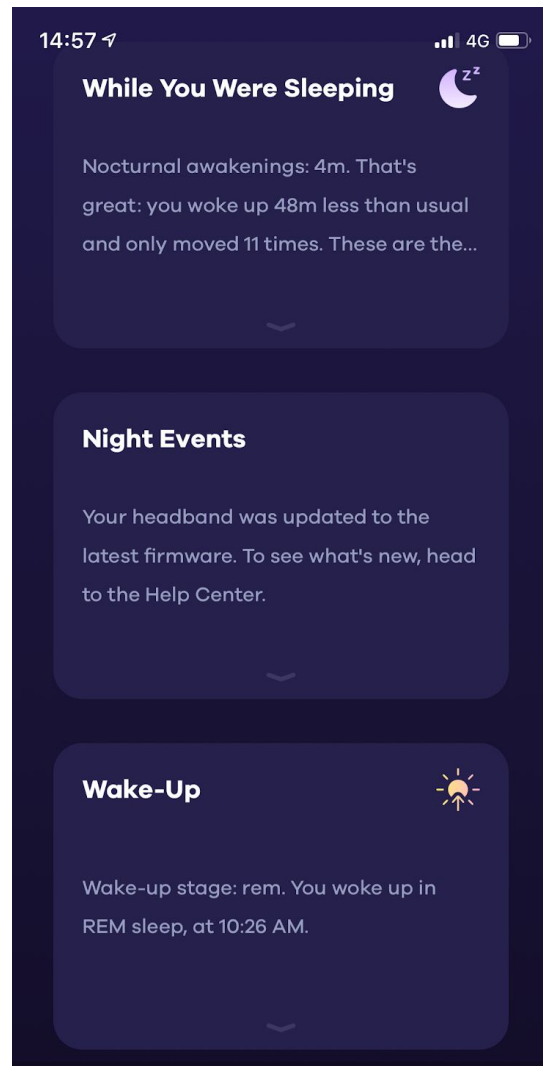 14:57
4G
While You Were Sleeping
zz
Nocturnal awakenings: 4m. That's
great: you woke up 48m less than usual
and only moved 11 times. These are the...
Night Events
Your headband was updated to the
latest firmware. To see what's new, head
to the Help Center.
Wake-Up
Wake-up stage: rem. You woke up in
REM sleep, at 10:26 AM.